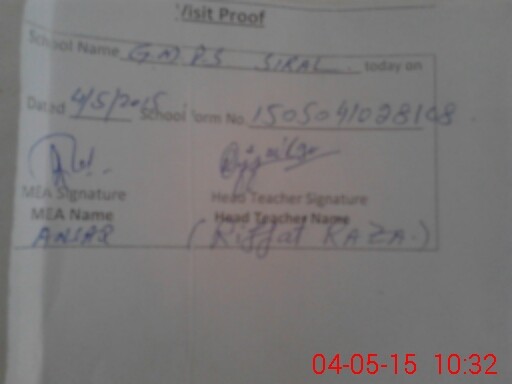 Visit Proof
School Name G M P S SIRAL today on
Dated 4/5/2015 School Form No. 1505041028108
MEA Signature Head Teacher Signature
MEA Name Head Teacher Name
ANSAR (Riffat RAZA.)
04-05-15 10:32